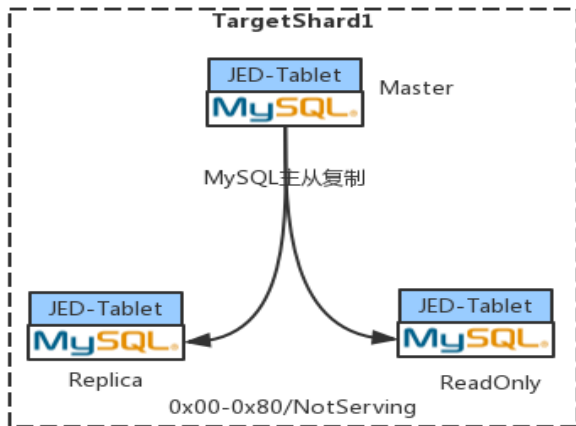 TargetShard1
JED-Tablet
MySQL®
Master
MySQL主从复制
JED-Tablet
MySQL®
Replica
JED-Tablet
MySQL®
ReadOnly
0x00-0x80/NotServing